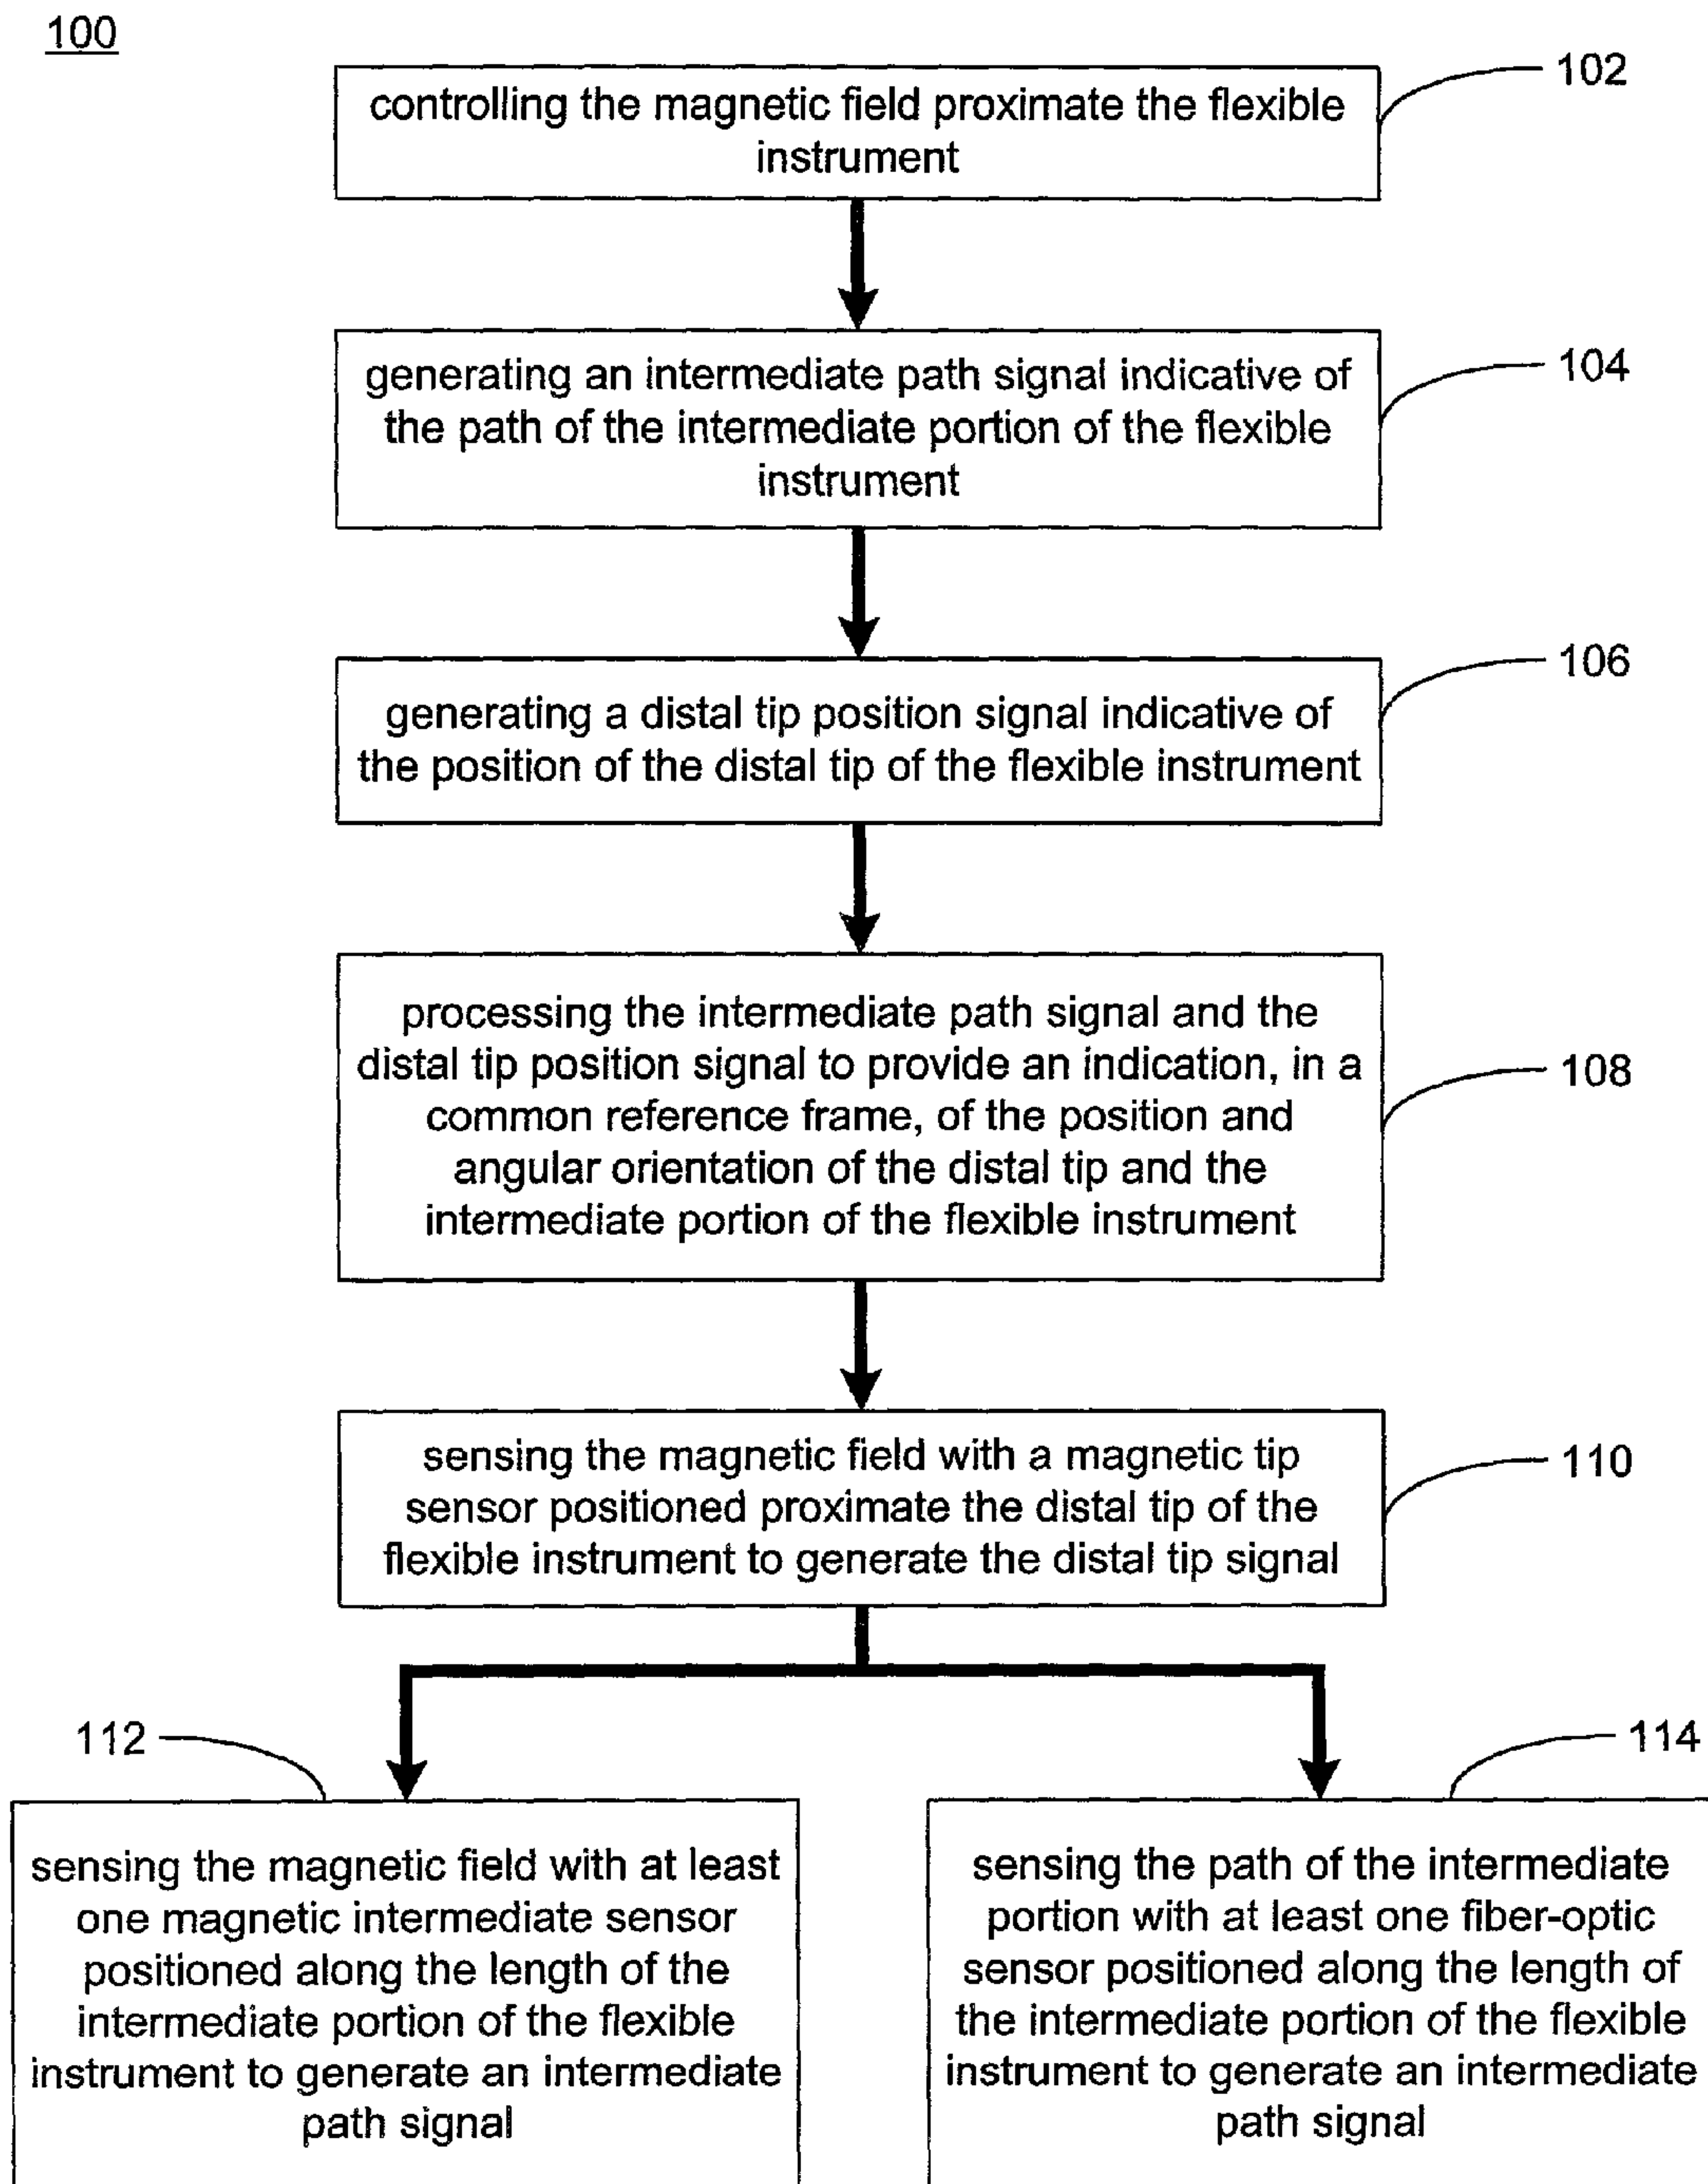 100
controlling the magnetic field proximate the flexible
instrument
102
generating an intermediate path signal indicative of
the path of the intermediate portion of the flexible
instrument
104
generating a distal tip position signal indicative of
the position of the distal tip of the flexible instrument
106
processing the intermediate path signal and the
distal tip position signal to provide an indication, in a
common reference frame, of the position and
angular orientation of the distal tip and the
intermediate portion of the flexible instrument
108
sensing the magnetic field with a magnetic tip
sensor positioned proximate the distal tip of the
flexible instrument to generate the distal tip signal
110
112
sensing the magnetic field with at least
one magnetic intermediate sensor
positioned along the length of the
intermediate portion of the flexible
instrument to generate an intermediate
path signal
114
sensing the path of the intermediate
portion with at least one fiber-optic
sensor positioned along the length of
the intermediate portion of the flexible
instrument to generate an intermediate
path signal